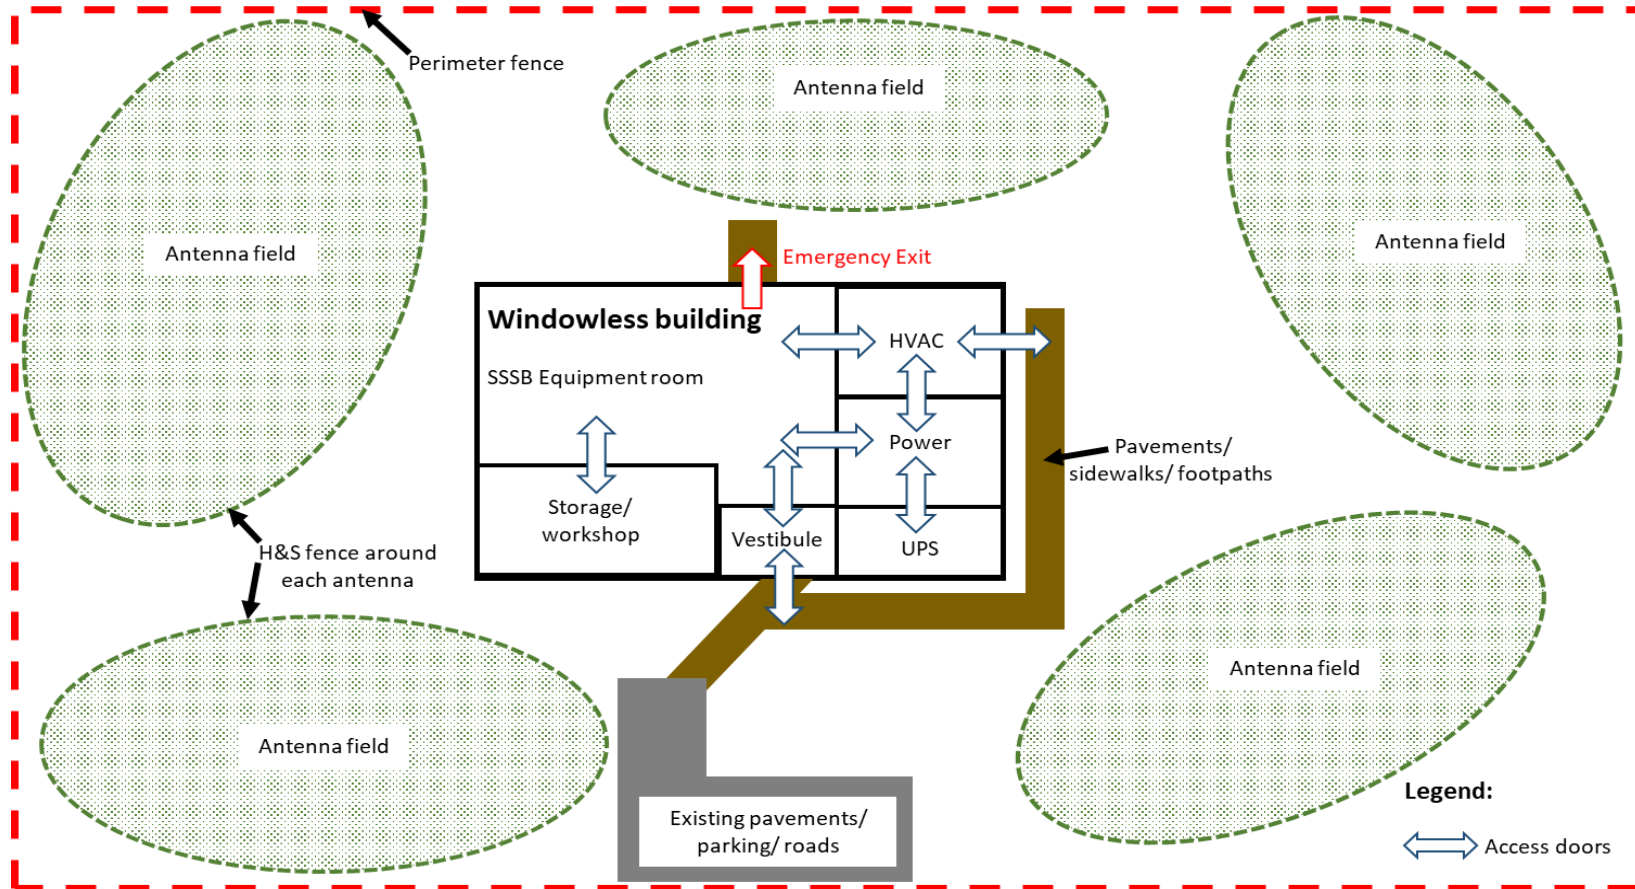 Perimeter fence
Antenna field
Antenna field
Antenna field
Emergency Exit
Windowless building
SSSB Equipment room
HVAC
Power
Pavements/
sidewalks/ footpaths
Storage/
workshop
Vestibule
UPS
H&S fence around
each antenna
Antenna field
Antenna field
Existing pavements/
parking/ roads
Legend:
Access doors